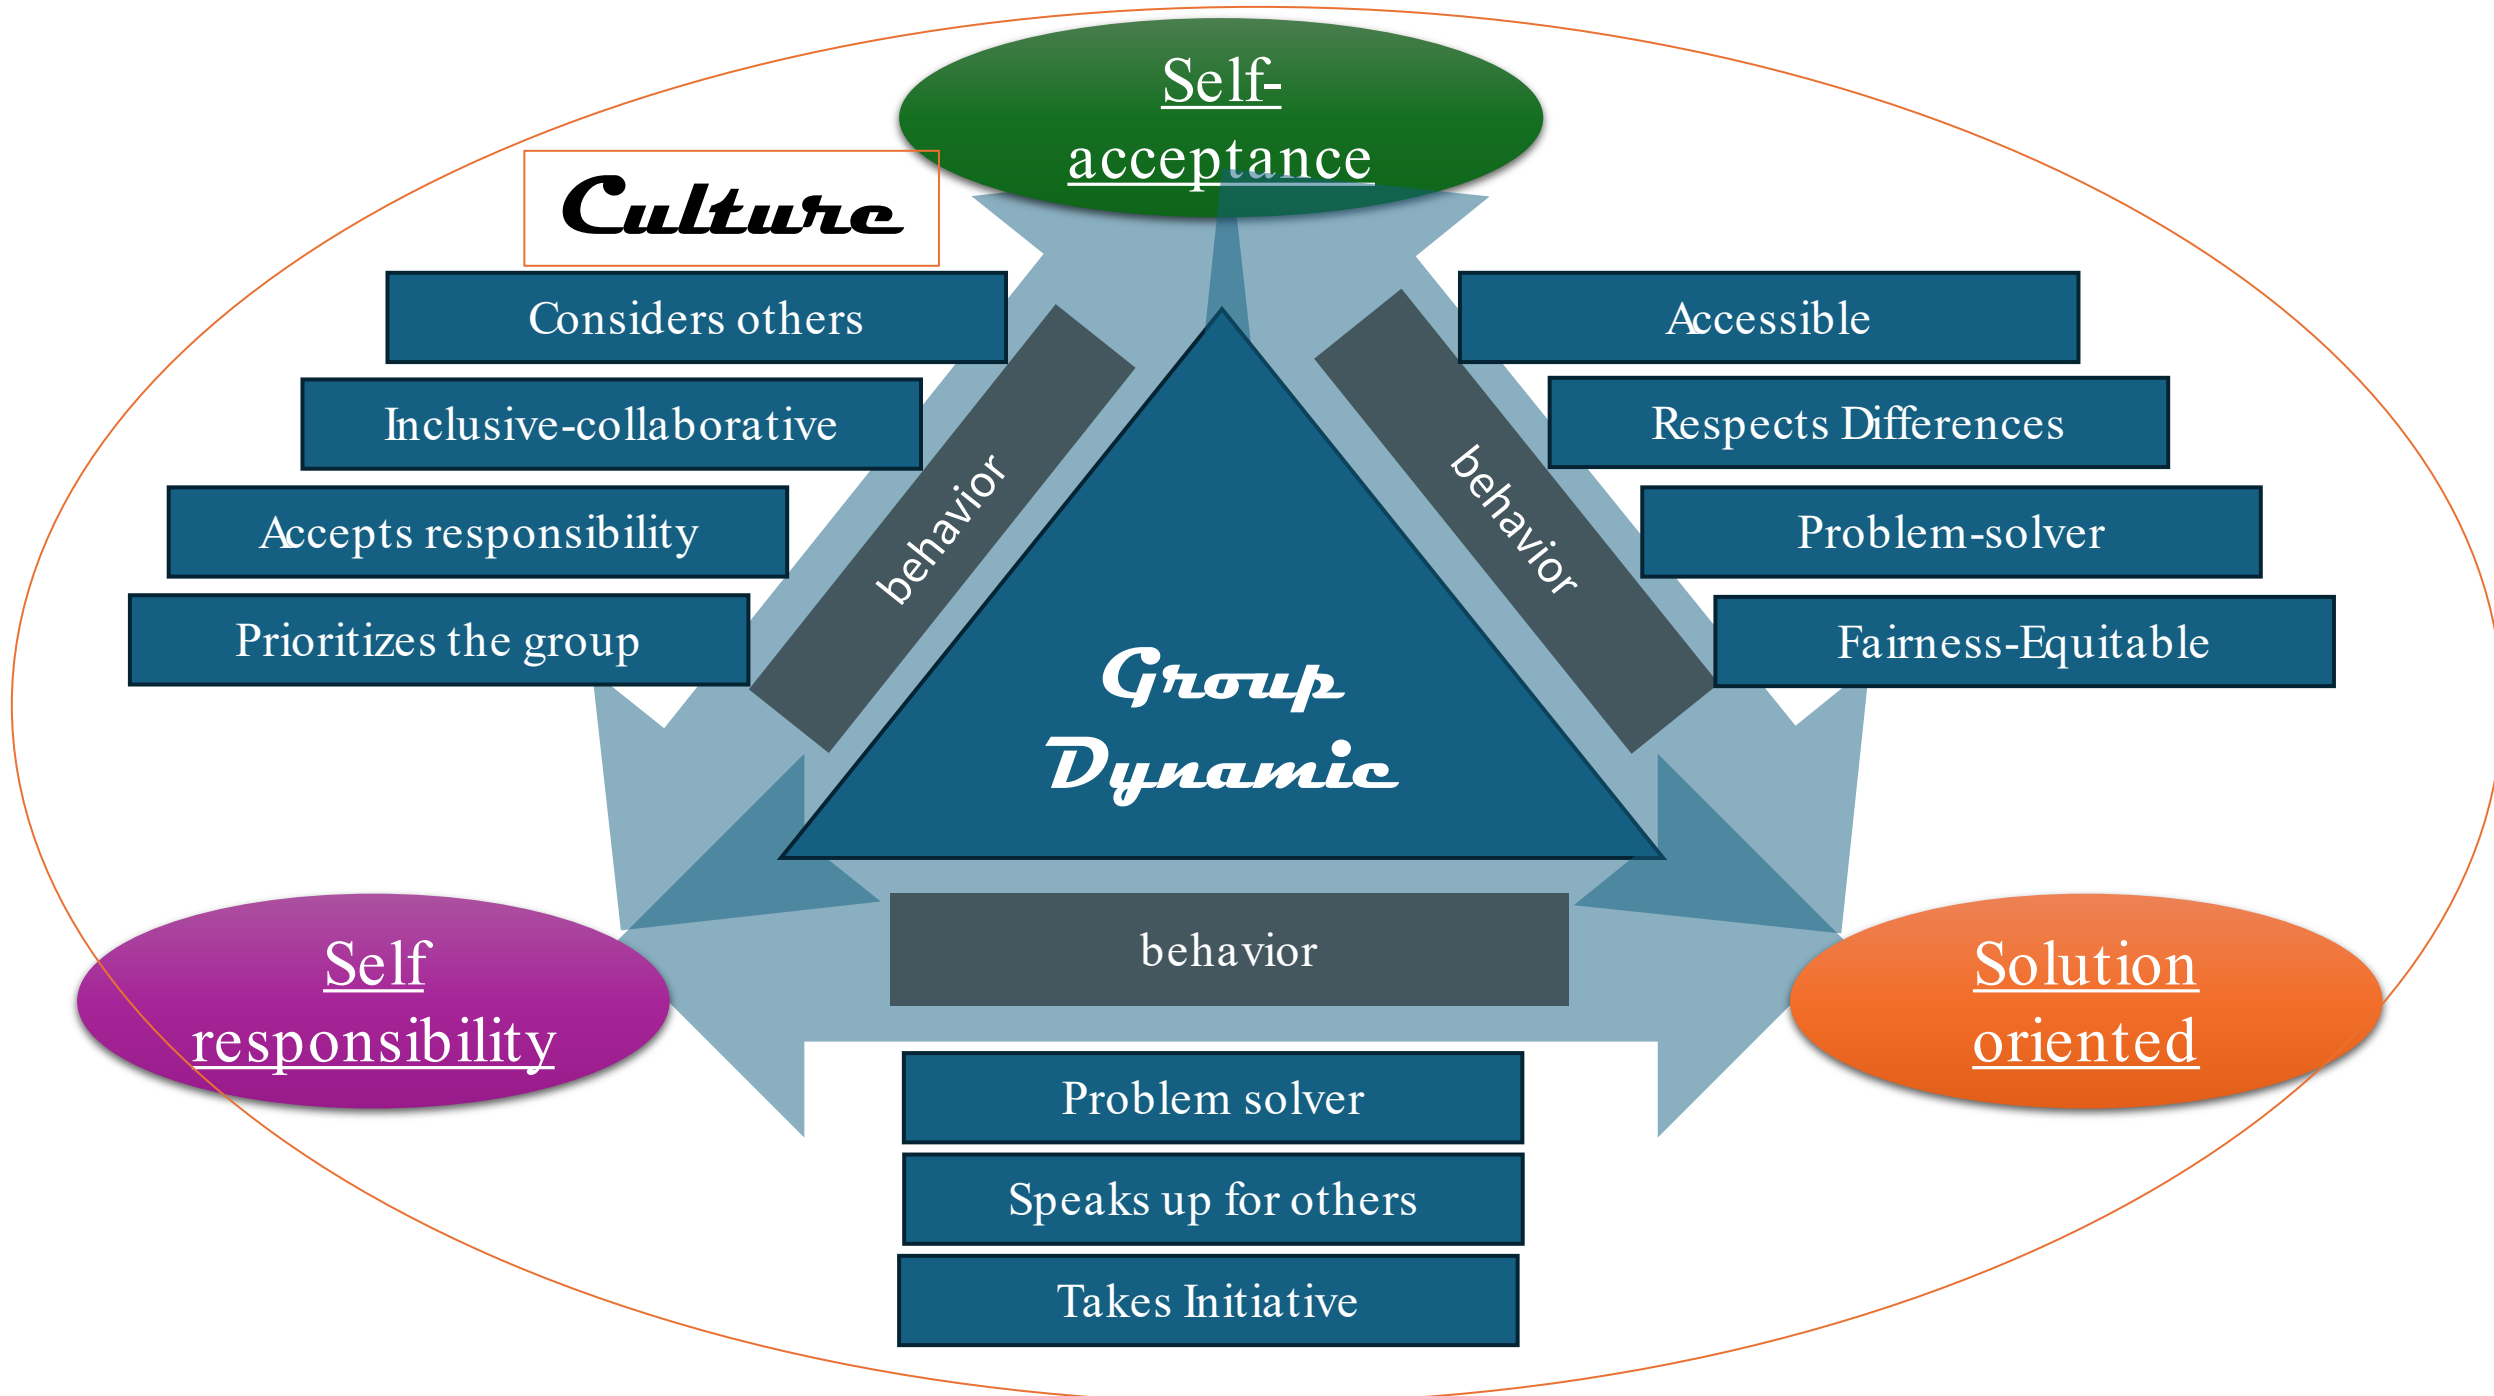 Self-
acceptance
Culture
Considers others
Inclusive-collaborative
Accepts responsibility
Prioritizes the group
behavior
Accessible
Respects Differences
Problem-solver
Fairness-Equitable
behavior
Group
Dynamic
Self
responsibility
behavior
Solution
oriented
Problem solver
Speaks up for others
Takes Initiative